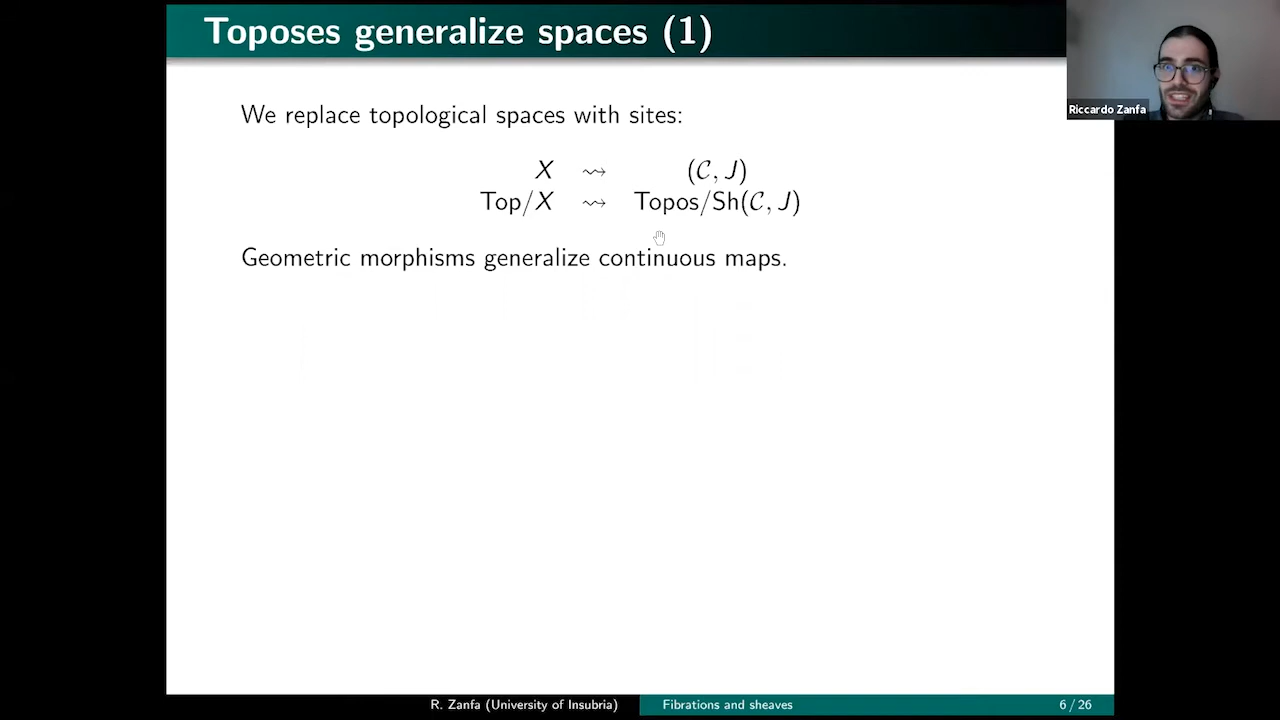 Toposes generalize spaces (1)
Riccardo Zanfa
We replace topological spaces with sites:
X ⇝ (𝒞, J)
Top/X ⇝ Topos/Sh(𝒞, J)
Geometric morphisms generalize continuous maps.
R. Zanfa (University of Insubria) Fibrations and sheaves 6 / 26